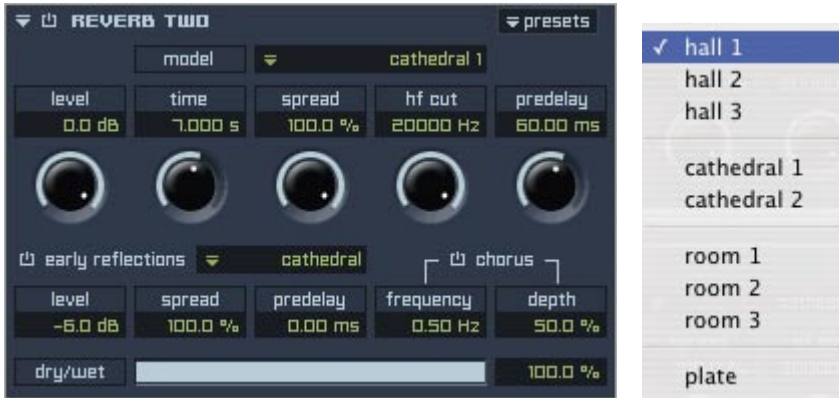 REVERB TWO presets
model cathedral 1
level time spread hf cut predelay
0.0 dB 7.000 s 100.0 % 20000 Hz 60.00 ms
early reflections cathedral chorus
level spread predelay frequency depth
-6.0 dB 100.0 % 0.00 ms 0.50 Hz 50.0 %
dry/wet 100.0 %
✓ hall 1
hall 2
hall 3
cathedral 1
cathedral 2
room 1
room 2
room 3
plate